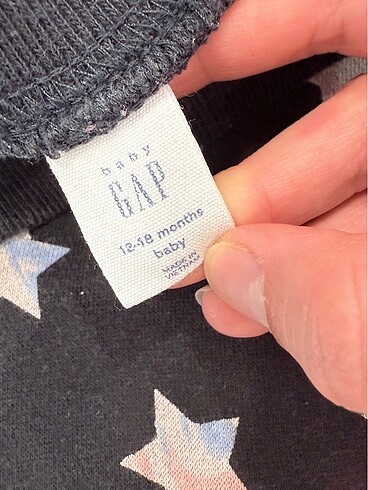 baby
GAP
12-18 months
baby
MADE IN
VIETNAM